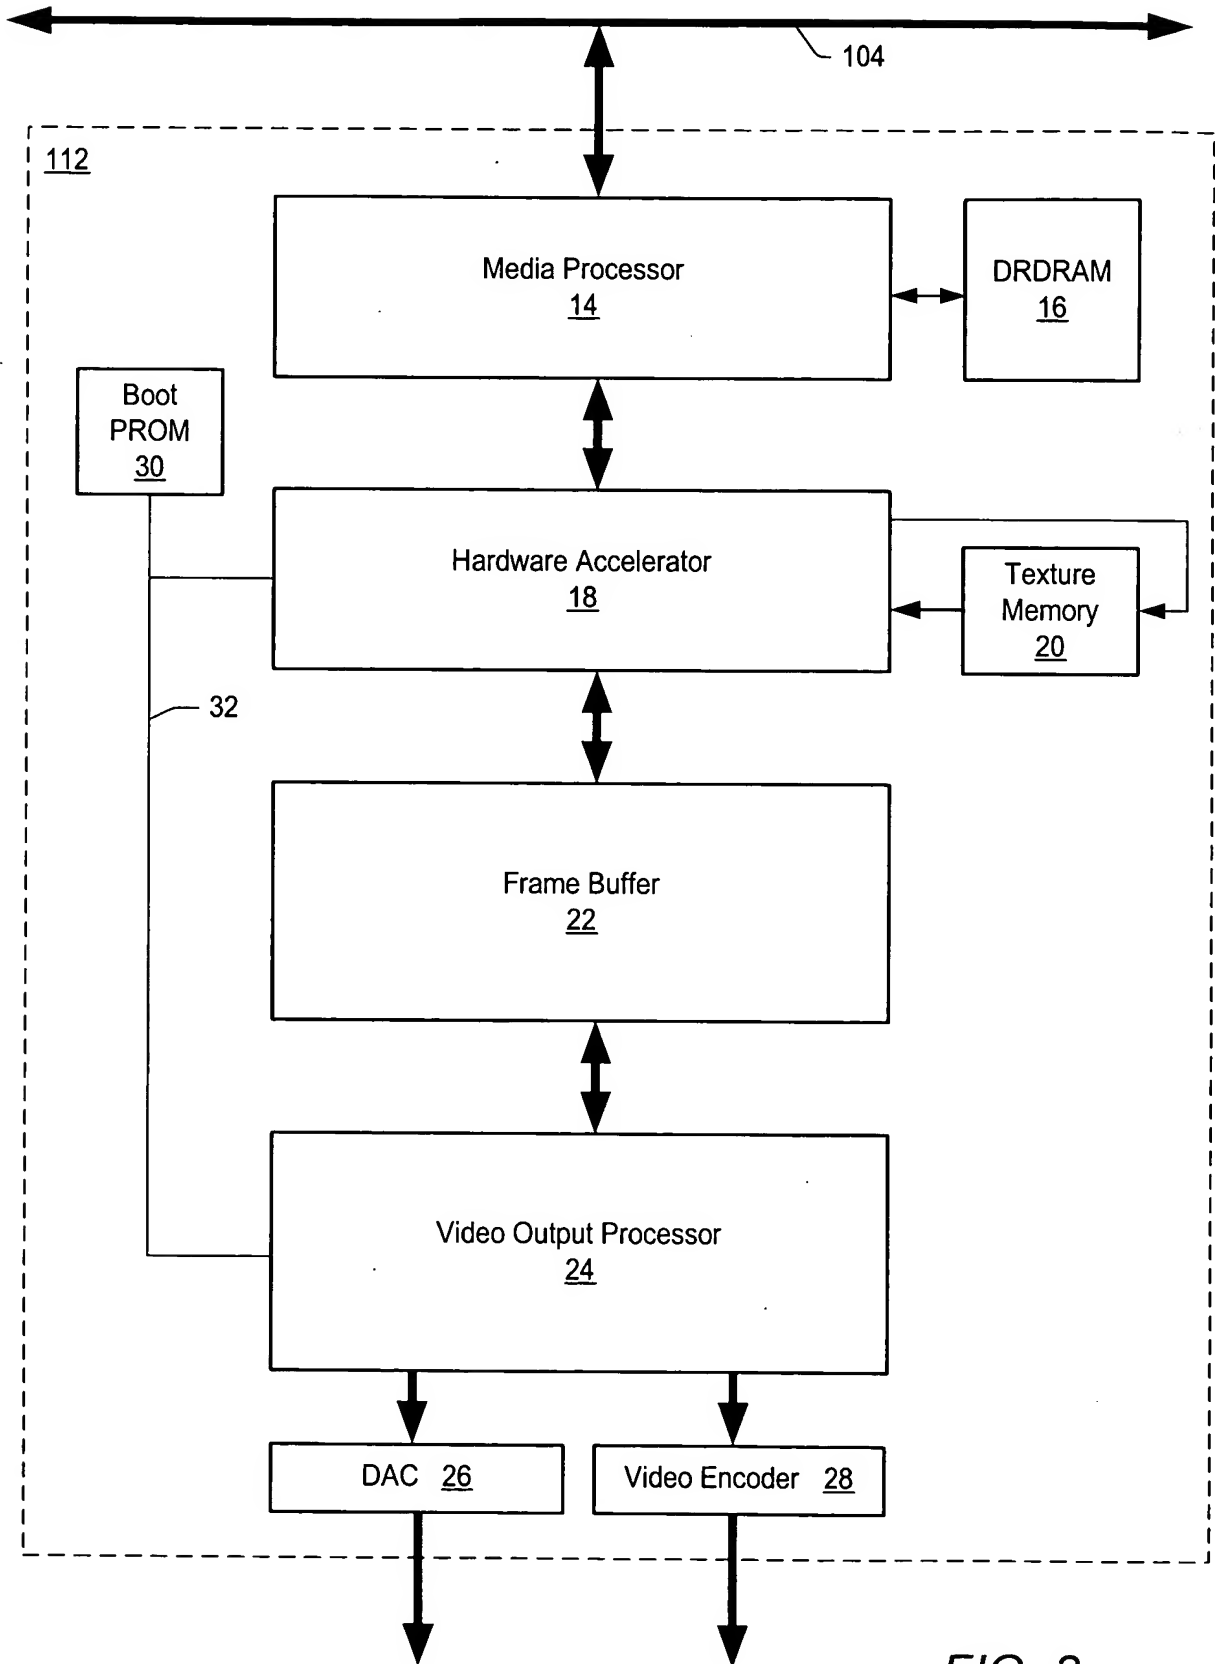 104
112
Media Processor
14
DRDRAM
16
Boot
PROM
30
Hardware Accelerator
18
Texture
Memory
20
32
Frame Buffer
22
Video Output Processor
24
DAC 26
Video Encoder 28
FIG.